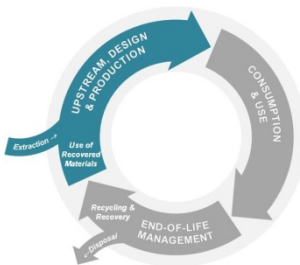 UPSTREAM, DESIGN
& PRODUCTION
CONSUMPTION
& USE
Extraction →
Use of
Recovered
Materials
Recycling &
Recovery
END-OF-LIFE
MANAGEMENT
←Disposal